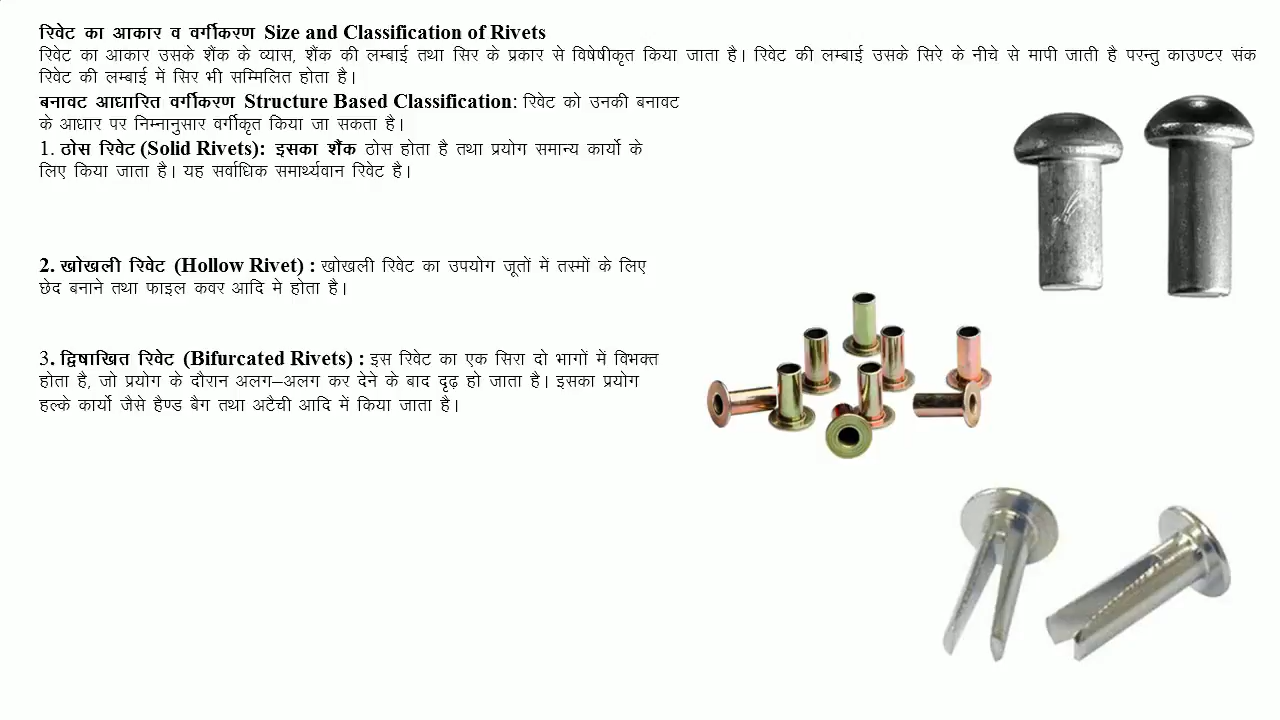 रिवेट का आकार व वर्गीकरण Size and Classification of Rivets
रिवेट का आकार उसके शैंक के व्यास, शैंक की लम्बाई तथा सिर के प्रकार से विषेषीकृत किया जाता है। रिवेट की लम्बाई उसके सिरे के नीचे से मापी जाती है परन्तु काउण्टर संक
रिवेट की लम्बाई में सिर भी सम्मिलित होता है।
बनावट आधारित वर्गीकरण Structure Based Classification: रिवेट को उनकी बनावट
के आधार पर निम्नानुसार वर्गीकृत किया जा सकता है।
1. ठोस रिवेट (Solid Rivets): इसका शैंक ठोस होता है तथा प्रयोग समान्य कार्यो के
लिए किया जाता है। यह सर्वाधिक समार्थ्यवान रिवेट है।
2. खोखली रिवेट (Hollow Rivet) : खोखली रिवेट का उपयोग जूतों में तस्मों के लिए
छेद बनाने तथा फाइल कवर आदि मे होता है।
3. द्विषाखित रिवेट (Bifurcated Rivets) : इस रिवेट का एक सिरा दो भागों में विभक्त
होता है, जो प्रयोग के दौरान अलग–अलग कर देने के बाद दृढ़ हो जाता है। इसका प्रयोग
हल्के कार्यो जैसे हैण्ड बैग तथा अटैची आदि में किया जाता है।